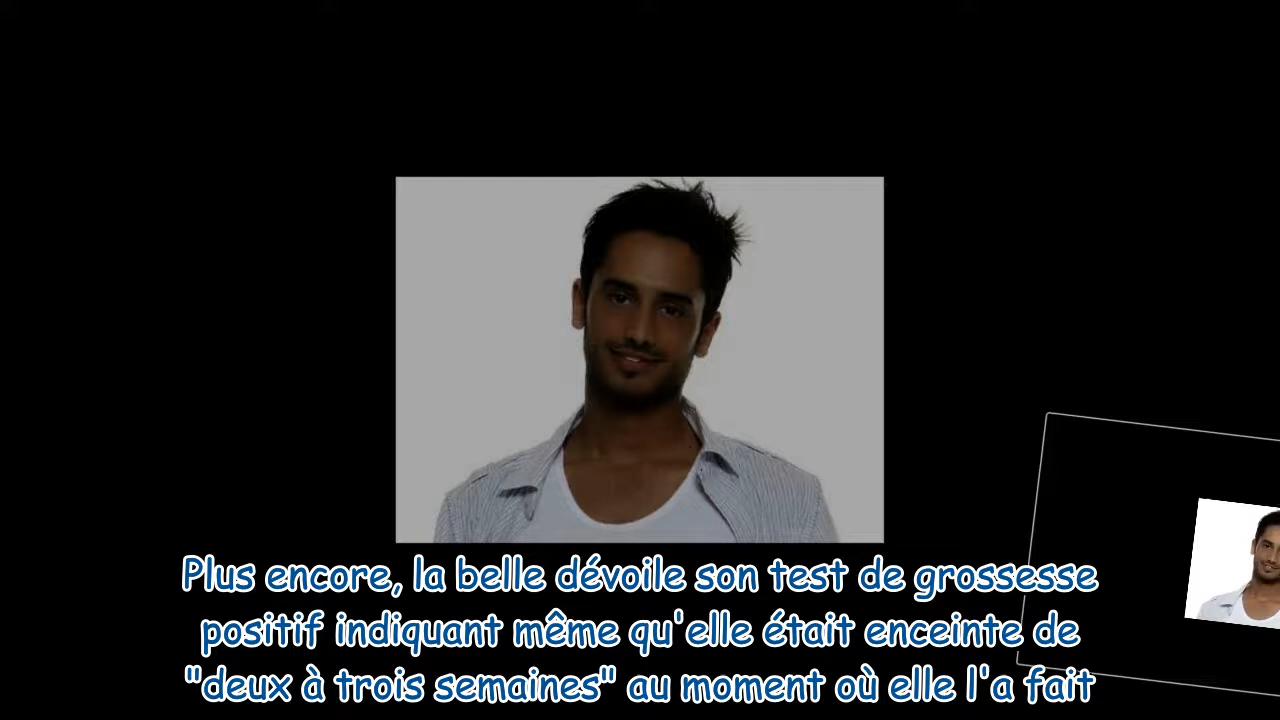 Plus encore, la belle dévoile son test de grossesse
positif indiquant même qu'elle était enceinte de
"deux à trois semaines" au moment où elle l'a fait